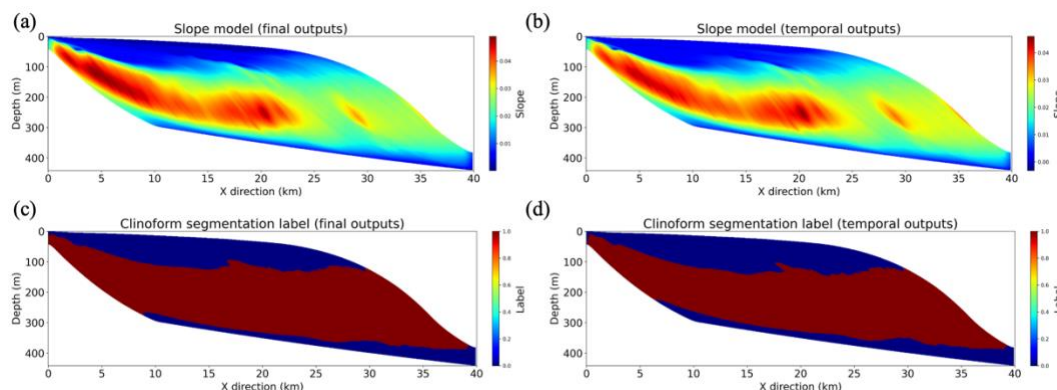 (a)
Slope model (final outputs)
0
100
200
300
400
Depth (m)
0 5 10 15 20 25 30 35 40
X direction (km)
0.04
0.03
0.02
0.01
Slope
(b)
Slope model (temporal outputs)
0
100
200
300
400
Depth (m)
0 5 10 15 20 25 30 35 40
X direction (km)
0.04
0.03
0.02
0.01
0.00
Slope
(c)
Clinoform segmentation label (final outputs)
0
100
200
300
400
Depth (m)
0 5 10 15 20 25 30 35 40
X direction (km)
1.0
0.8
0.6
0.4
0.2
0.0
Label
(d)
Clinoform segmentation label (temporal outputs)
0
100
200
300
400
Depth (m)
0 5 10 15 20 25 30 35 40
X direction (km)
1.0
0.8
0.6
0.4
0.2
0.0